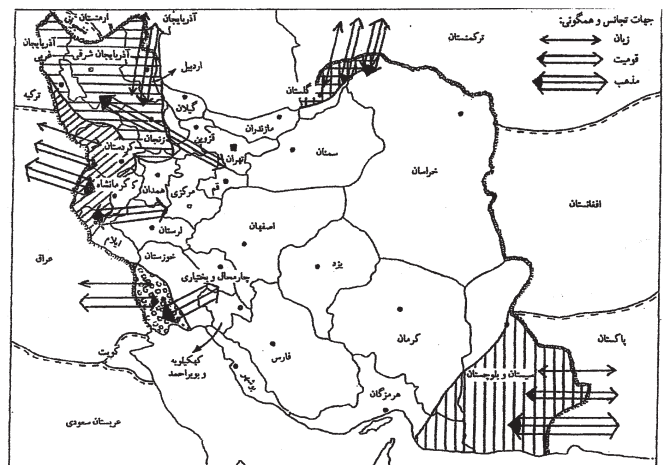 جهات تجانس و همگونی:
زبان
قومیت
مذهب
ترکمنستان
آذربایجان
ارمنستان
آذربایجان
غربی
آذربایجان شرقی
اردبیل
ترکیه
گیلان
گلستان
مازندران
زنجان
قزوین
تهران
سمنان
خراسان
کردستان
کرمانشاه
همدان
مرکزی
قم
افغانستان
ایلام
لرستان
اصفهان
عراق
خوزستان
یزد
چارمحال و بختیاری
کرمان
پاکستان
کویت
کهکیلویه
و بویراحمد
فارس
سیستان و بلوچستان
بوشهر
هرمزگان
عربستان سعودی